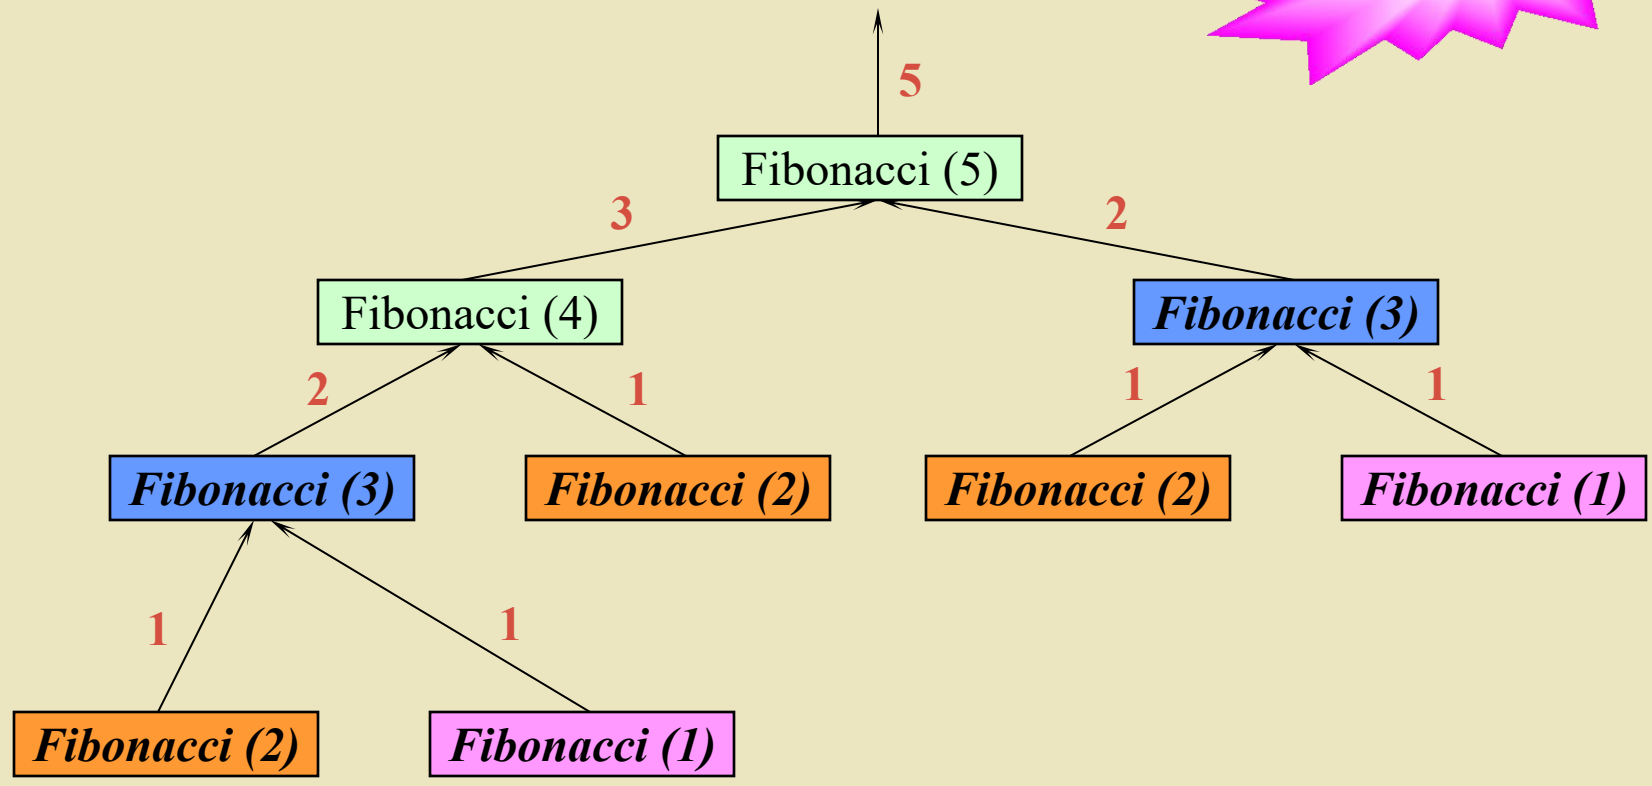 5
Fibonacci (5)
3
2
Fibonacci (4)
Fibonacci (3)
2
1
1
1
Fibonacci (3)
Fibonacci (2)
Fibonacci (2)
Fibonacci (1)
1
1
Fibonacci (2)
Fibonacci (1)